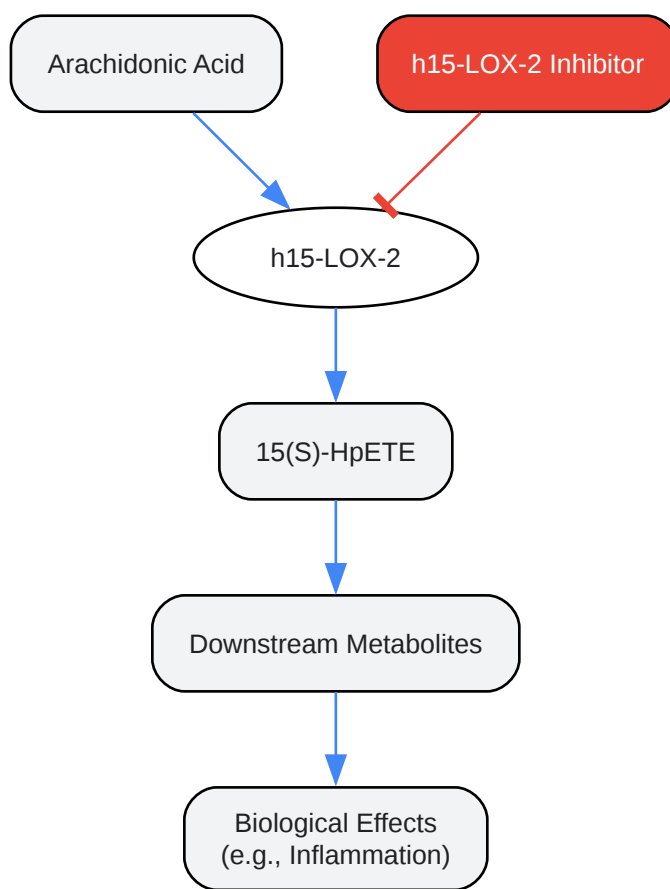 Arachidonic Acid
h15-LOX-2 Inhibitor
h15-LOX-2
15(S)-HpETE
Downstream Metabolites
Biological Effects
(e.g., Inflammation)